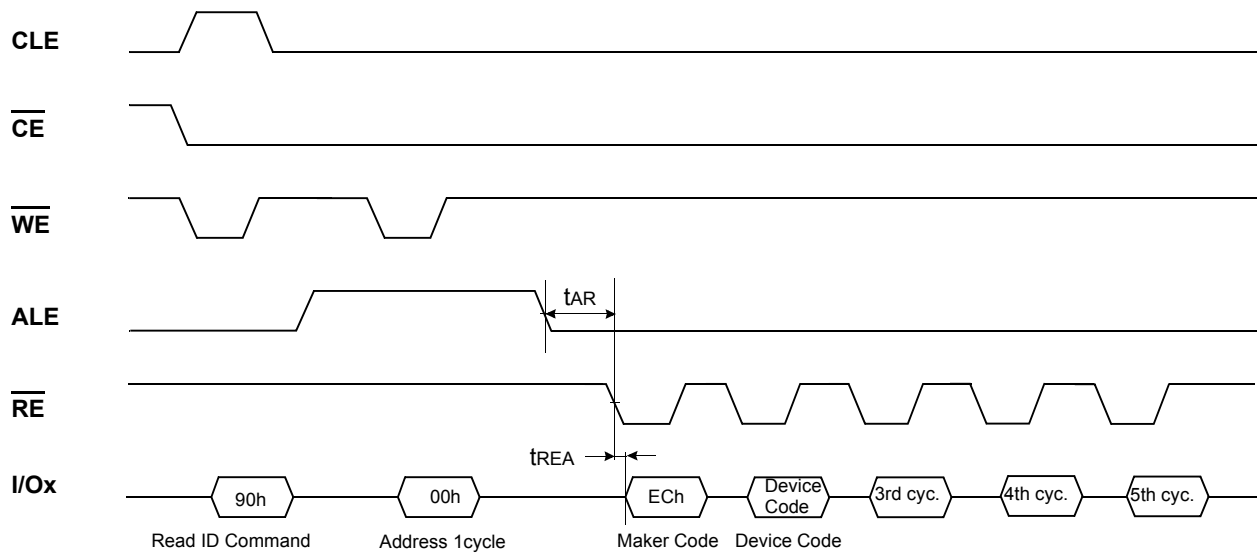 CLE
CE
WE
ALE
tAR
RE
tREA
I/Ox
90h
00h
ECh
Device
Code
3rd cyc.
4th cyc.
5th cyc.
Read ID Command
Address 1cycle
Maker Code
Device Code